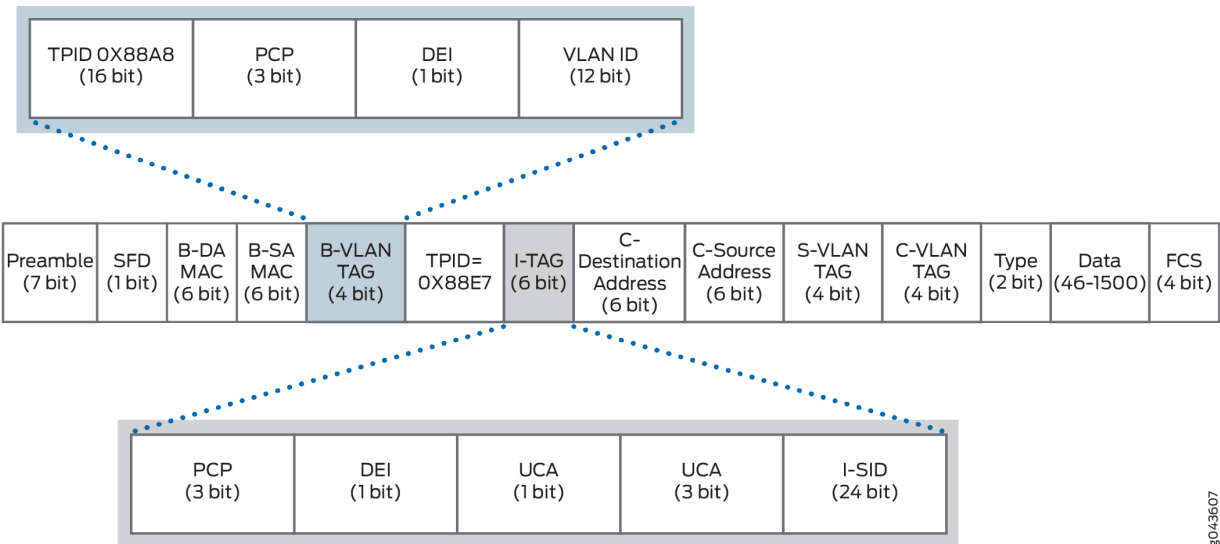 TPID 0X88A8
(16 bit)
PCP
(3 bit)
DEI
(1 bit)
VLAN ID
(12 bit)
Preamble
(7 bit)
SFD
(1 bit)
B-DA
MAC
(6 bit)
B-SA
MAC
(6 bit)
B-VLAN
TAG
(4 bit)
TPID=
0X88E7
I-TAG
(6 bit)
C-
Destination
Address
(6 bit)
C-Source
Address
(6 bit)
S-VLAN
TAG
(4 bit)
C-VLAN
TAG
(4 bit)
Type
(2 bit)
Data
(46-1500)
FCS
(4 bit)
PCP
(3 bit)
DEI
(1 bit)
UCA
(1 bit)
UCA
(3 bit)
I-SID
(24 bit)
g043607